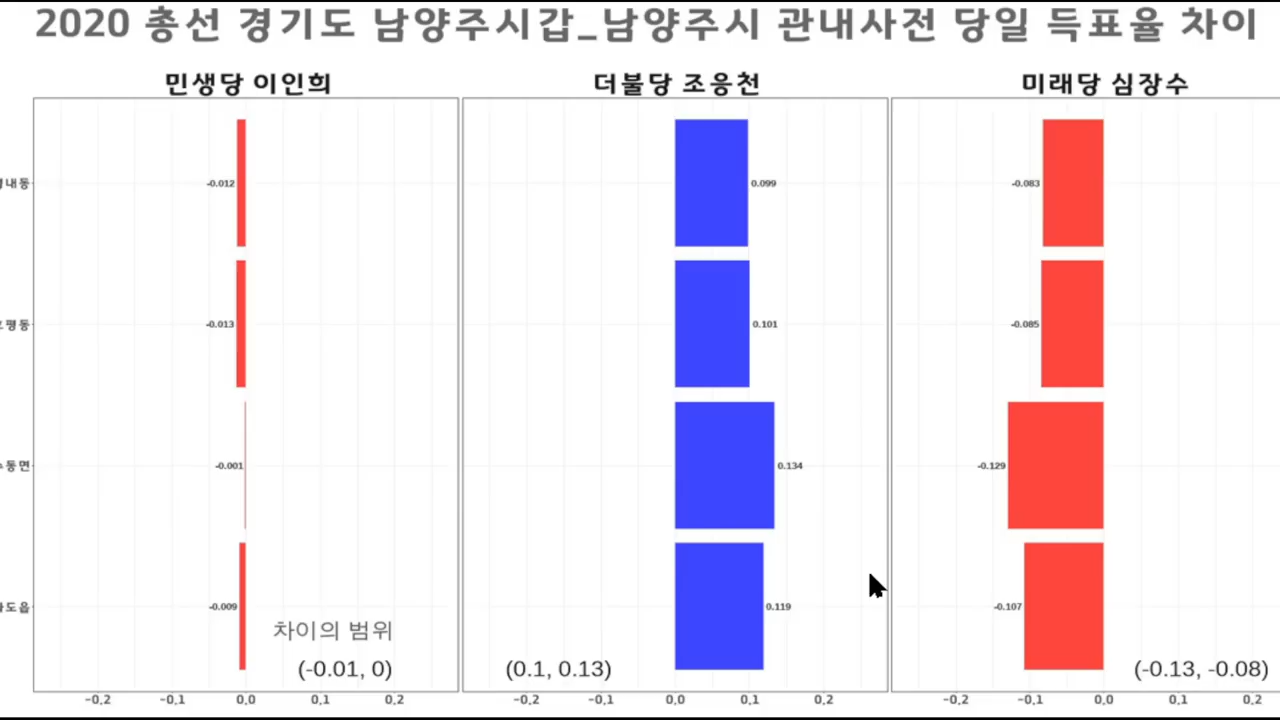 2020 총선 경기도 남양주시갑_남양주시 관내사전 당일 득표율 차이
민생당 이인희
더불당 조응천
미래당 심장수
-0.012
0.099
-0.083
-0.013
0.101
-0.085
-0.001
0.134
-0.129
-0.009
0.119
-0.107
차이의 범위
(-0.01, 0)
(0.1, 0.13)
(-0.13, -0.08)
-0.2 -0.1 0.0 0.1 0.2
-0.2 -0.1 0.0 0.1 0.2
-0.2 -0.1 0.0 0.1 0.2